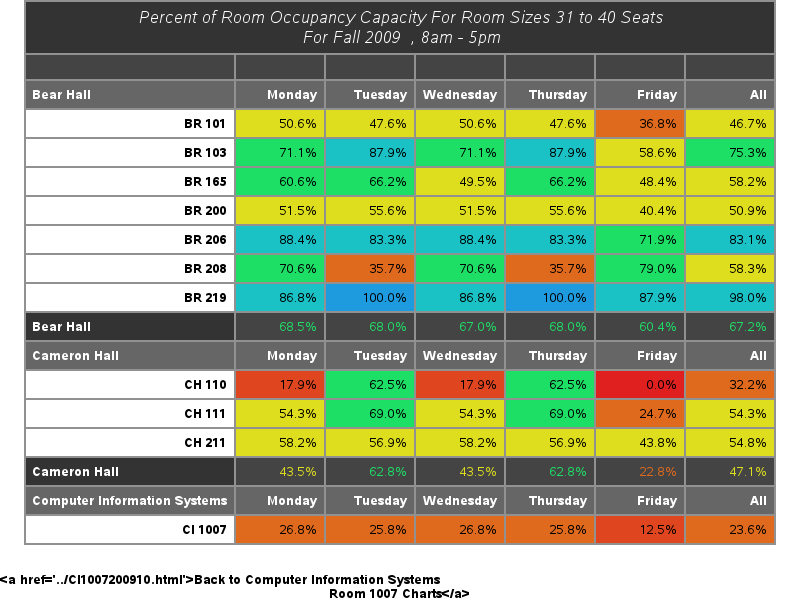 Percent of Room Occupancy Capacity For Room Sizes 31 to 40 Seats
For Fall 2009 , 8am - 5pm
Bear Hall Monday Tuesday Wednesday Thursday Friday All
BR 101 50.6% 47.6% 50.6% 47.6% 36.8% 46.7%
BR 103 71.1% 87.9% 71.1% 87.9% 58.6% 75.3%
BR 165 60.6% 66.2% 49.5% 66.2% 48.4% 58.2%
BR 200 51.5% 55.6% 51.5% 55.6% 40.4% 50.9%
BR 206 88.4% 83.3% 88.4% 83.3% 71.9% 83.1%
BR 208 70.6% 35.7% 70.6% 35.7% 79.0% 58.3%
BR 219 86.8% 100.0% 86.8% 100.0% 87.9% 98.0%
Bear Hall 68.5% 68.0% 67.0% 68.0% 60.4% 67.2%
Cameron Hall Monday Tuesday Wednesday Thursday Friday All
CH 110 17.9% 62.5% 17.9% 62.5% 0.0% 32.2%
CH 111 54.3% 69.0% 54.3% 69.0% 24.7% 54.3%
CH 211 58.2% 56.9% 58.2% 56.9% 43.8% 54.8%
Cameron Hall 43.5% 62.8% 43.5% 62.8% 22.8% 47.1%
Computer Information Systems Monday Tuesday Wednesday Thursday Friday All
CI 1007 26.8% 25.8% 26.8% 25.8% 12.5% 23.6%
<a href='../CI1007200910.html'>Back to Computer Information Systems
Room 1007 Charts</a>